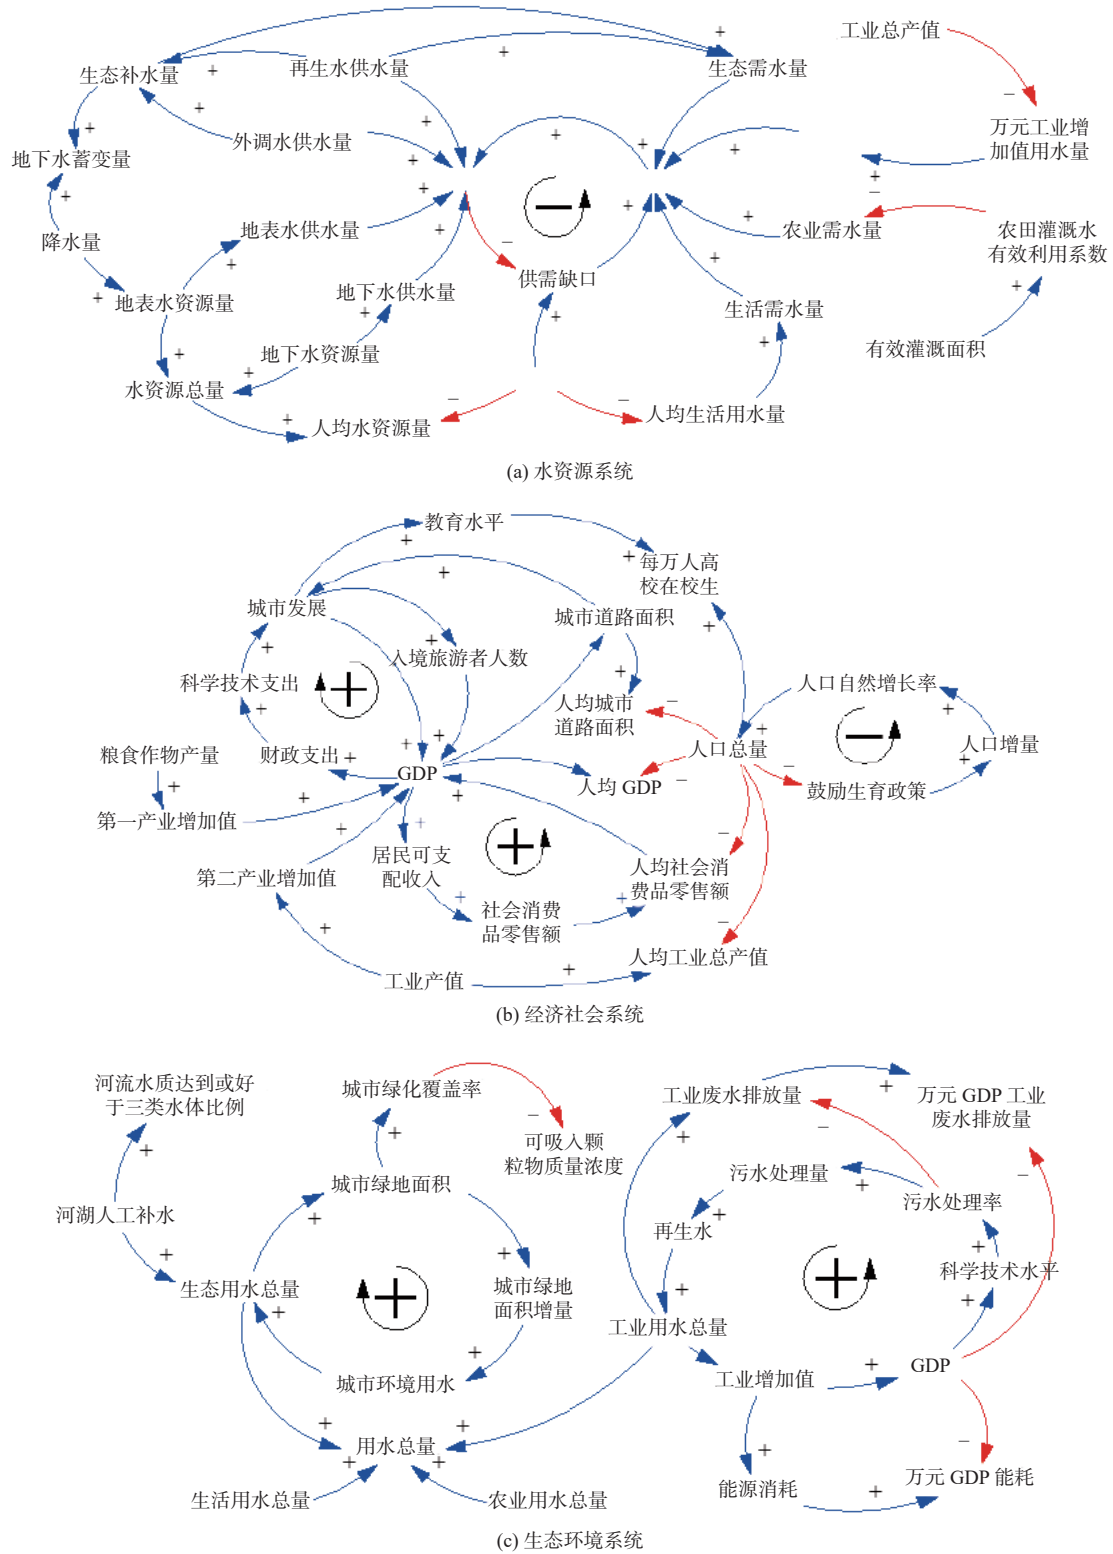 工业总产值
生态补水量
再生水供水量
生态需水量
万元工业增
加值用水量
外调水供水量
地下水蓄变量
降水量
地表水供水量
农业需水量
农田灌溉水
有效利用系数
供需缺口
地下水供水量
地表水资源量
生活需水量
有效灌溉面积
地下水资源量
水资源总量
人均水资源量
人均生活用水量
(a) 水资源系统
教育水平
每万人高
校在校生
城市发展
城市道路面积
入境旅游者人数
科学技术支出
人均城市
道路面积
人口自然增长率
粮食作物产量
财政支出
GDP
人均 GDP
人口总量
人口增量
鼓励生育政策
第一产业增加值
居民可支
配收入
第二产业增加值
人均社会消
费品零售额
社会消费
品零售额
人均工业总产值
工业产值
(b) 经济社会系统
河流水质达到或好
于三类水体比例
城市绿化覆盖率
可吸入颗
粒物质量浓度
工业废水排放量
万元 GDP 工业
废水排放量
城市绿地面积
污水处理量
污水处理率
河湖人工补水
再生水
科学技术水平
生态用水总量
城市绿地
面积增量
工业用水总量
城市环境用水
工业增加值
GDP
用水总量
能源消耗
万元 GDP 能耗
生活用水总量
农业用水总量
(c) 生态环境系统